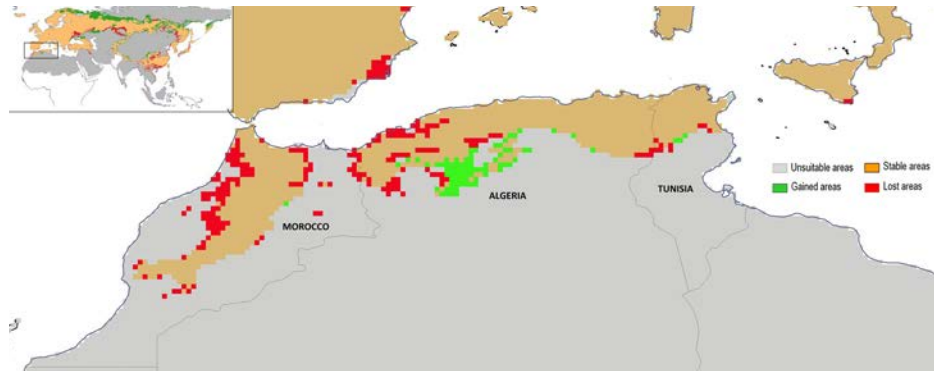 Unsuitable areas
Stable areas
Gained areas
Lost areas
TUNISIA
ALGERIA
MOROCCO